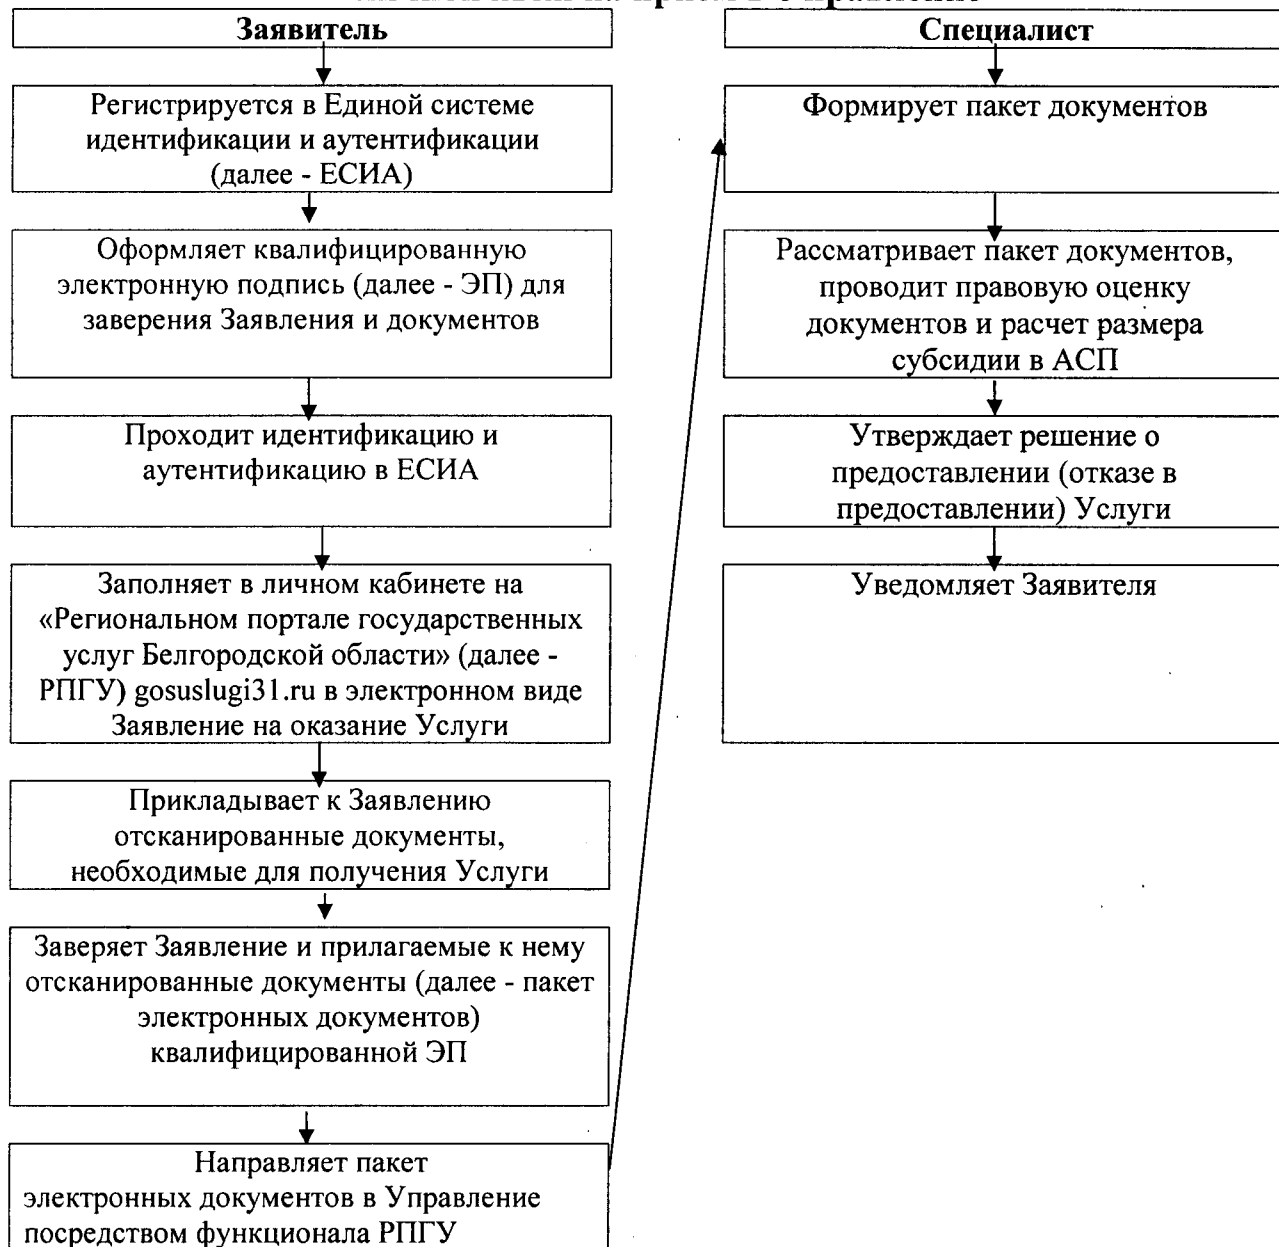 Заявитель
Регистрируется в Единой системе
идентификации и аутентификации
(далее - ЕСИА)
Оформляет квалифицированную
электронную подпись (далее - ЭП) для
заверения Заявления и документов
Проходит идентификацию и
аутентификацию в ЕСИА
Заполняет в личном кабинете на
«Региональном портале государственных
услуг Белгородской области» (далее -
РПГУ) gosuslugi31.ru в электронном виде
Заявление на оказание Услуги
Прикладывает к Заявлению
отсканированные документы,
необходимые для получения Услуги
Заверяет Заявление и прилагаемые к нему
отсканированные документы (далее - пакет
электронных документов)
квалифицированной ЭП
Направляет пакет
электронных документов в Управление
посредством функционала РПГУ
Специалист
Формирует пакет документов
Рассматривает пакет документов,
проводит правовую оценку
документов и расчет размера
субсидии в АСП
Утверждает решение о
предоставлении (отказе в
предоставлении) Услуги
Уведомляет Заявителя